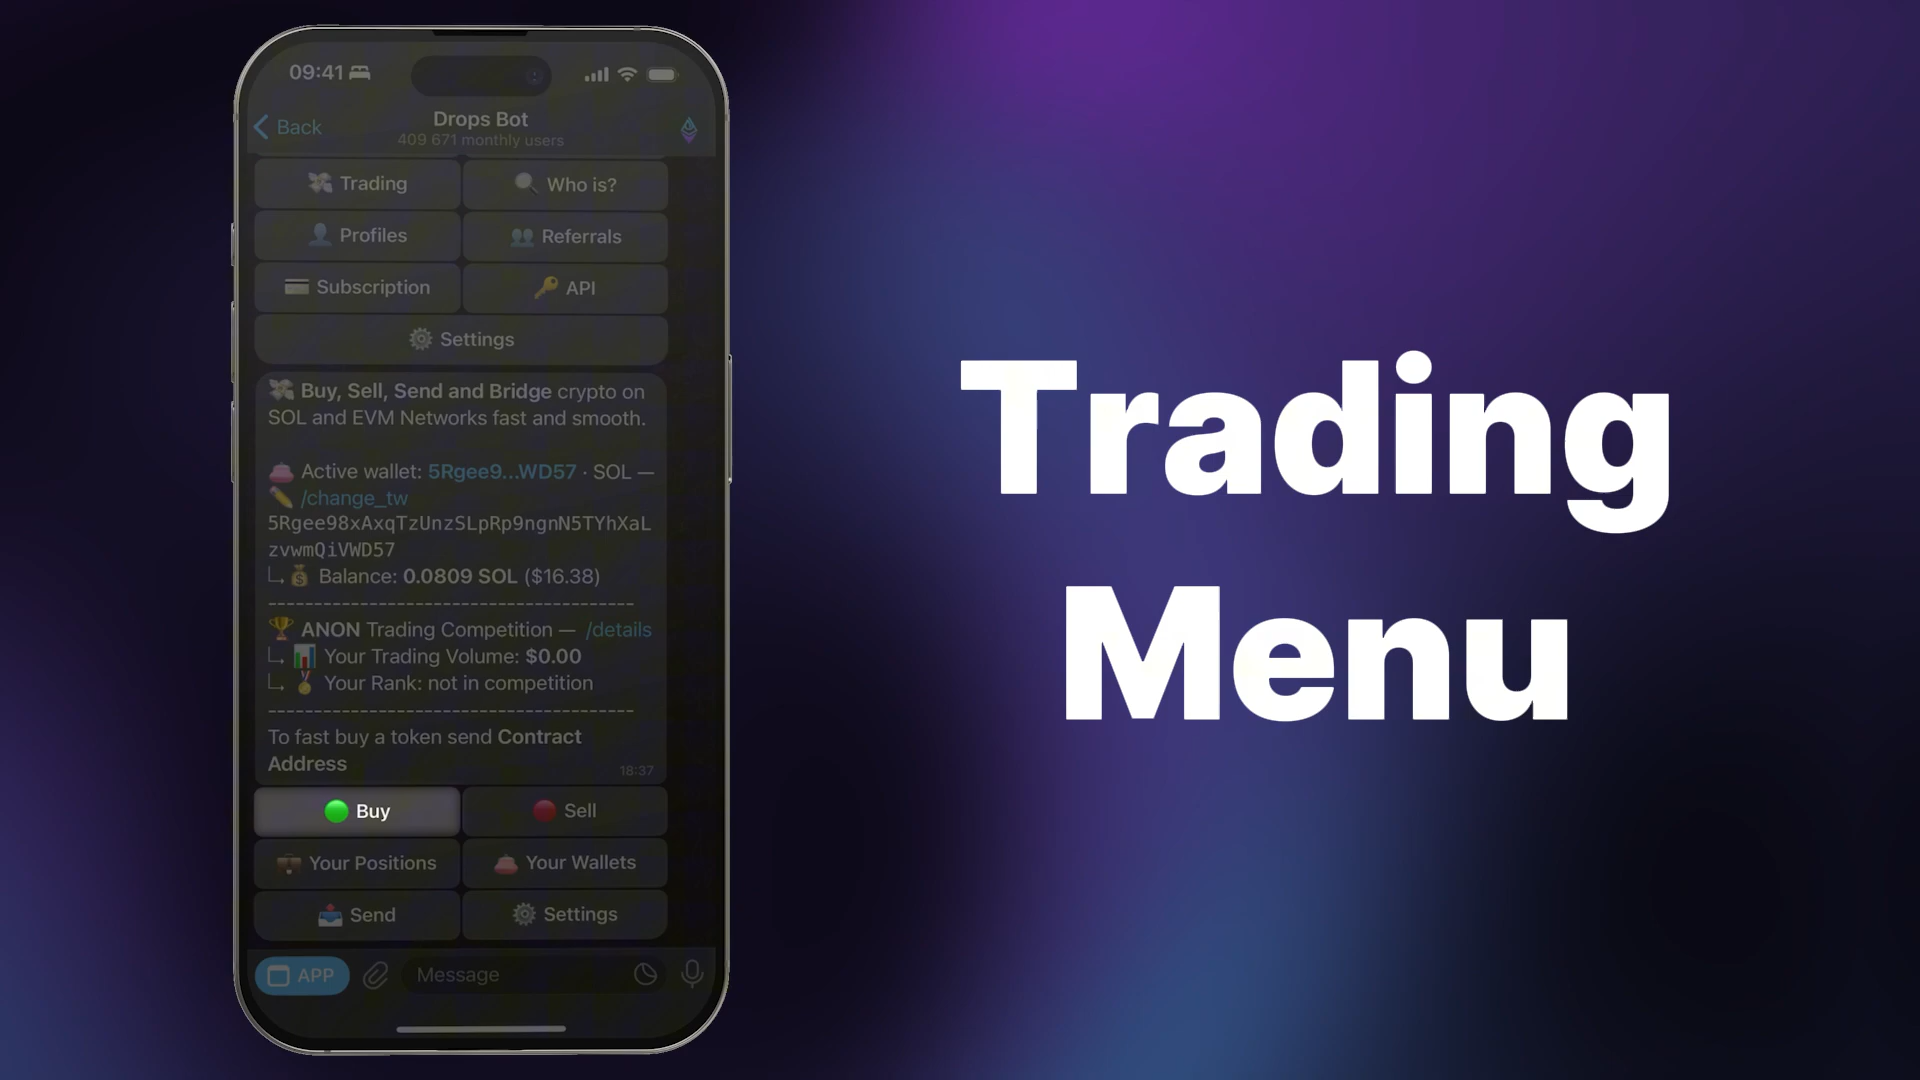 09:41
Back
Drops Bot
409 671 monthly users
Trading
Who is?
Profiles
Referrals
Subscription
API
Settings
Buy, Sell, Send and Bridge crypto on
SOL and EVM Networks fast and smooth.
Active wallet: 5Rgee9...WD57 · SOL —
/change_tw
5Rgee98xAxqTzUnzSLpRp9ngnN5TYhXaL
zvwmQiVWD57
Balance: 0.0809 SOL ($16.38)
----------------------------------------
ANON Trading Competition — /details
Your Trading Volume: $0.00
Your Rank: not in competition
----------------------------------------
To fast buy a token send Contract
Address
18:37
Buy
Sell
Your Positions
Your Wallets
Send
Settings
APP
Message
Trading
Menu